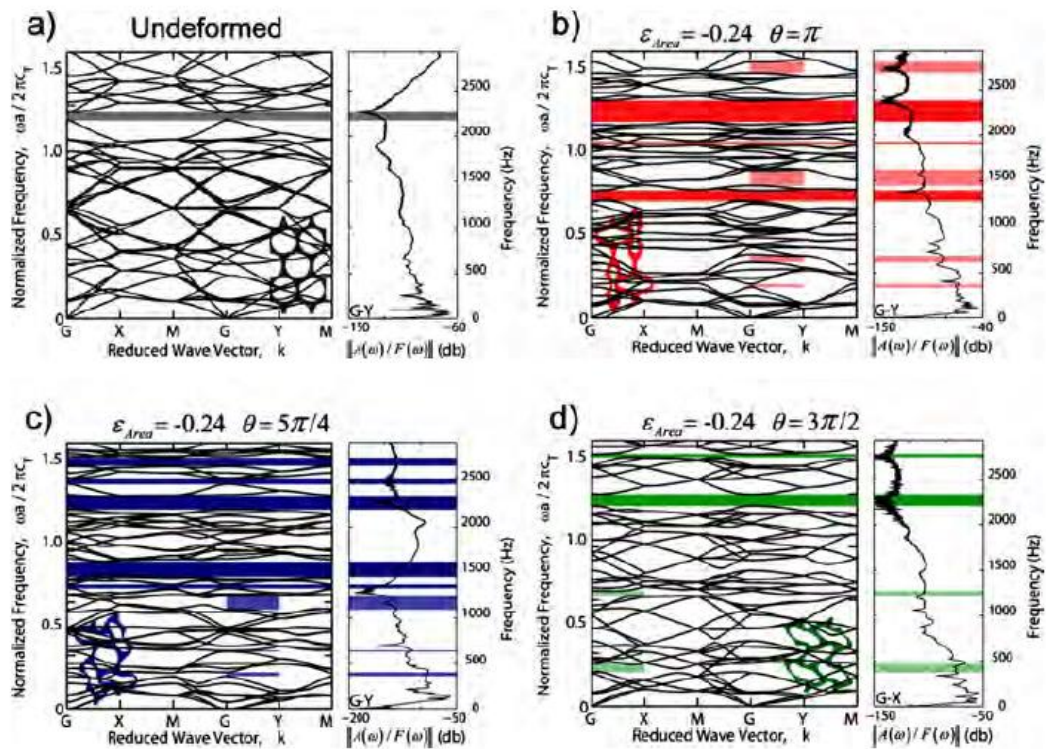 a) Undeformed
1.5
1.0
0.5
0
Normalized Frequency, ωa / 2πc_T
G X M G Y M
Reduced Wave Vector, k
2500
2000
1500
1000
500
0
Frequency (Hz)
G-Y
−150 −60
‖A(ω) / F(ω)‖ (db)
b) ε_Area = -0.24 θ = π
1.5
1.0
0.5
0
Normalized Frequency, ωa / 2πc_T
G X M G Y M
Reduced Wave Vector, k
2500
2000
1500
1000
500
0
Frequency (Hz)
G-Y
−150 −40
‖A(ω) / F(ω)‖ (db)
c) ε_Area = -0.24 θ = 5π/4
1.5
1.0
0.5
0
Normalized Frequency, ωa / 2πc_T
G X M G Y M
Reduced Wave Vector, k
2500
2000
1500
1000
500
0
Frequency (Hz)
G-Y
−200 −50
‖A(ω) / F(ω)‖ (db)
d) ε_Area = -0.24 θ = 3π/2
1.5
1.0
0.5
0
Normalized Frequency, ωa / 2πc_T
G X M G Y M
Reduced Wave Vector, k
2500
2000
1500
1000
500
0
Frequency (Hz)
G-X
−150 −50
‖A(ω) / F(ω)‖ (db)